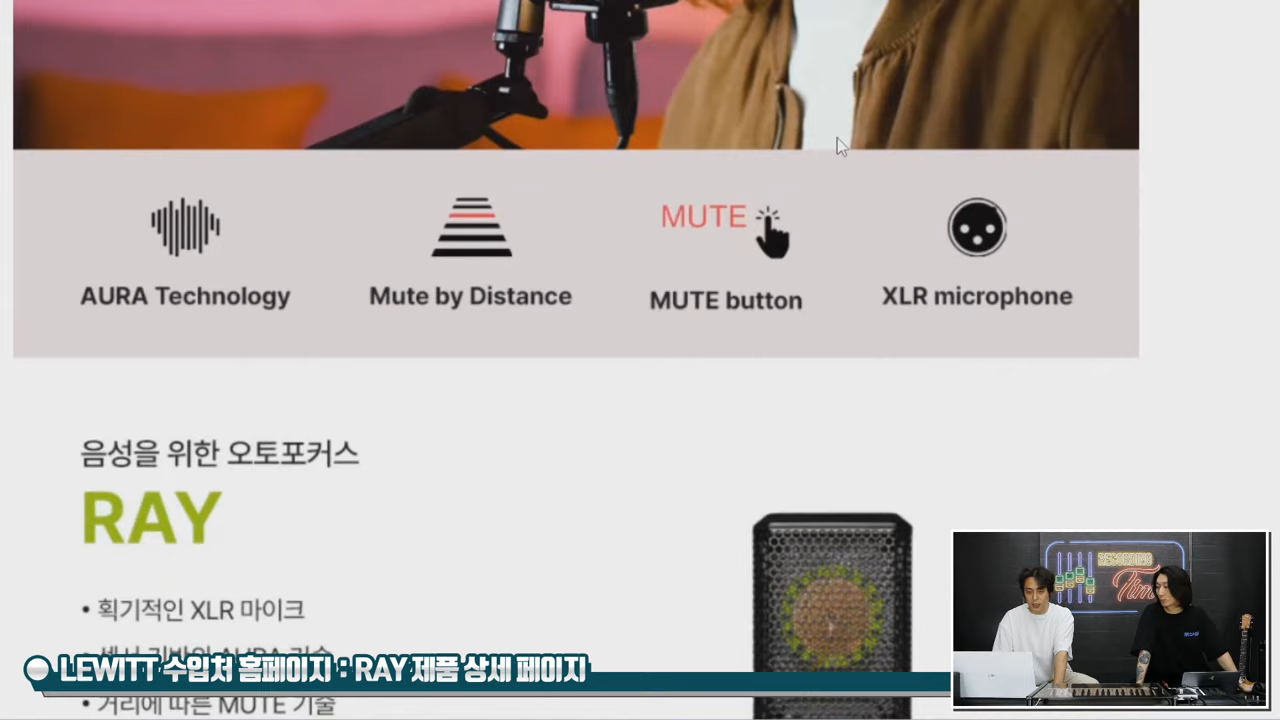 MUTE
AURA Technology
Mute by Distance
MUTE button
XLR microphone
음성을 위한 오토포커스
RAY
• 획기적인 XLR 마이크
LEWITT 수입처 홈페이지 : RAY 제품 상세 페이지
• 거리에 따른 MUTE 기술
RECORDING
Time